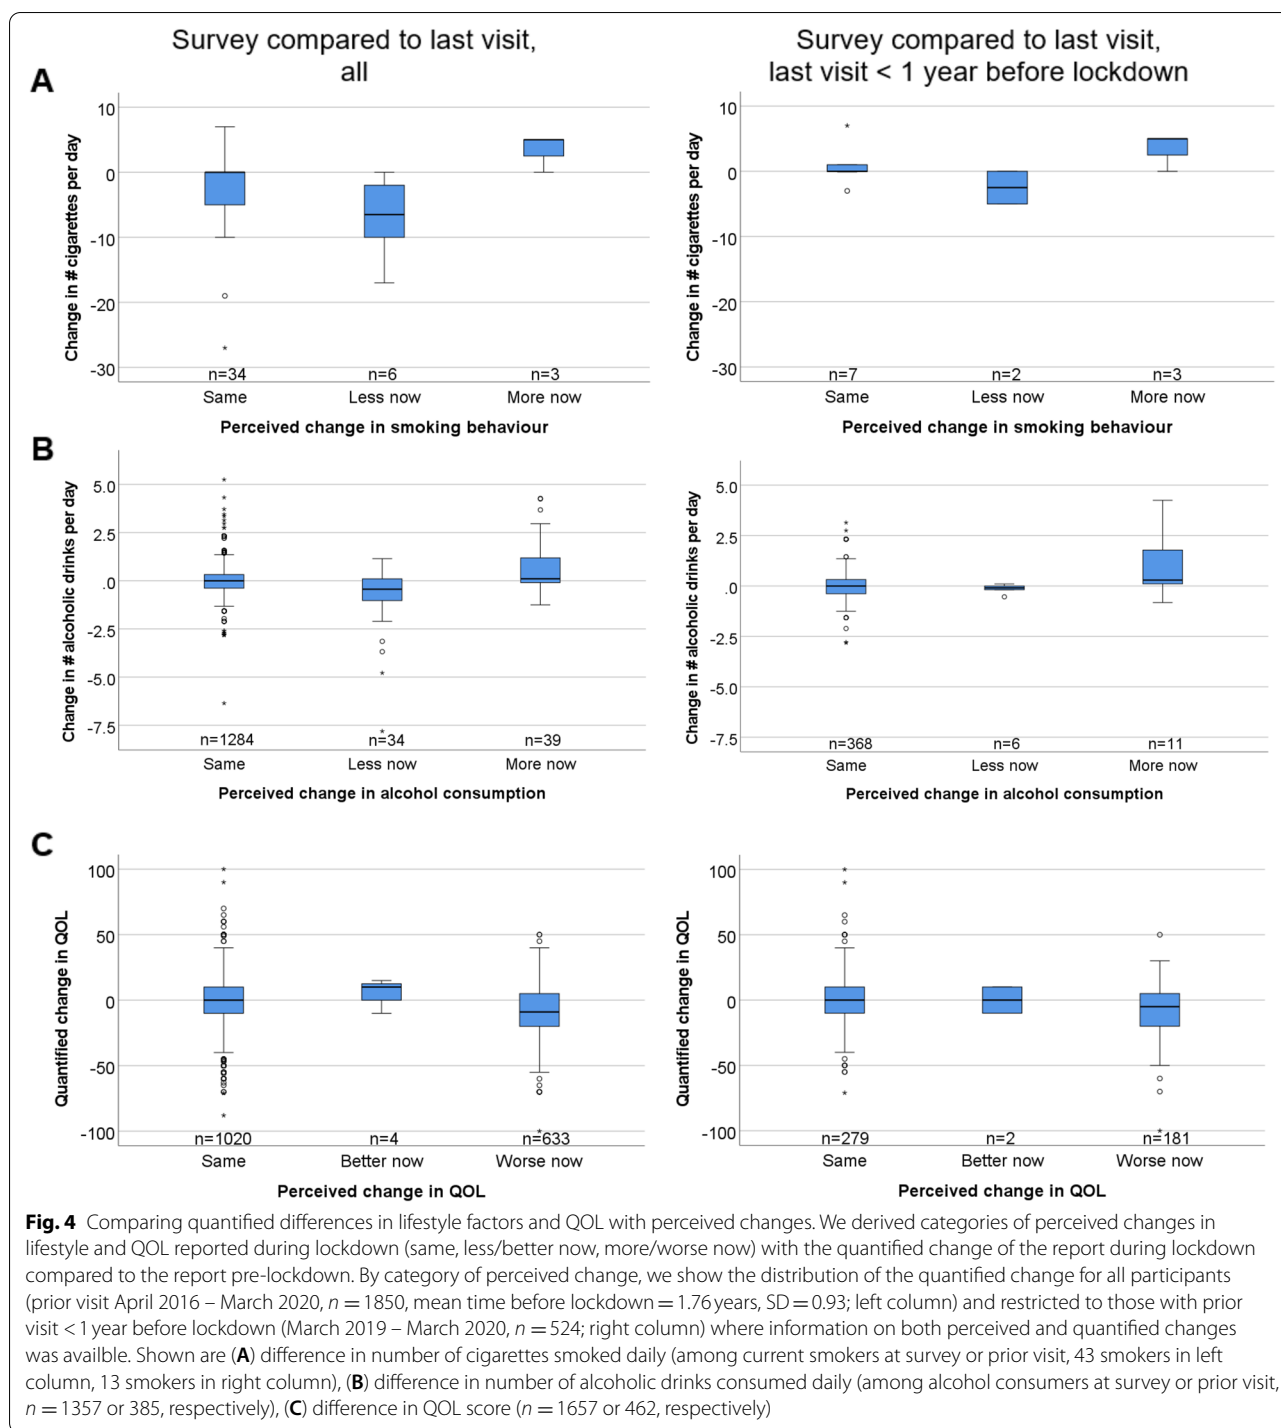 Survey compared to last visit,
all
Survey compared to last visit,
last visit < 1 year before lockdown
A
Change in # cigarettes per day
10
0
-10
-20
-30
n=34
n=6
n=3
Same
Less now
More now
Perceived change in smoking behaviour
Change in # cigarettes per day
10
0
-10
-20
-30
n=7
n=2
n=3
Same
Less now
More now
Perceived change in smoking behaviour
B
Change in # alcoholic drinks per day
5.0
2.5
.0
-2.5
-5.0
-7.5
n=1284
n=34
n=39
Same
Less now
More now
Perceived change in alcohol consumption
Change in # alcoholic drinks per day
5.0
2.5
.0
-2.5
-5.0
-7.5
n=368
n=6
n=11
Same
Less now
More now
Perceived change in alcohol consumption
C
Quantified change in QOL
100
50
0
-50
-100
n=1020
n=4
n=633
Same
Better now
Worse now
Perceived change in QOL
Quantified change in QOL
100
50
0
-50
-100
n=279
n=2
n=181
Same
Better now
Worse now
Perceived change in QOL
Fig. 4 Comparing quantified differences in lifestyle factors and QOL with perceived changes. We derived categories of perceived changes in
lifestyle and QOL reported during lockdown (same, less/better now, more/worse now) with the quantified change of the report during lockdown
compared to the report pre-lockdown. By category of perceived change, we show the distribution of the quantified change for all participants
(prior visit April 2016 – March 2020, n = 1850, mean time before lockdown = 1.76 years, SD = 0.93; left column) and restricted to those with prior
visit < 1 year before lockdown (March 2019 – March 2020, n = 524; right column) where information on both perceived and quantified changes
was availble. Shown are (A) difference in number of cigarettes smoked daily (among current smokers at survey or prior visit, 43 smokers in left
column, 13 smokers in right column), (B) difference in number of alcoholic drinks consumed daily (among alcohol consumers at survey or prior visit,
n = 1357 or 385, respectively), (C) difference in QOL score (n = 1657 or 462, respectively)